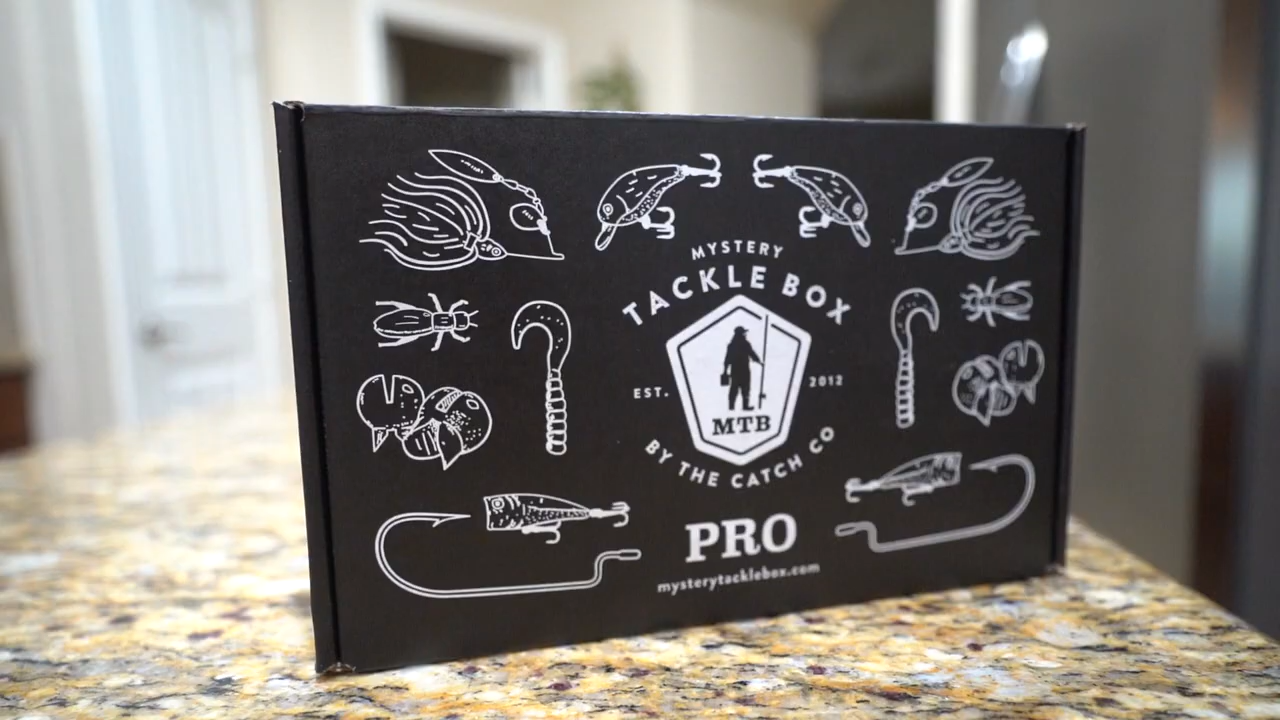 MYSTERY
TACKLE BOX
EST. 2012
MTB
BY THE CATCH CO
PRO
mysterytacklebox.com